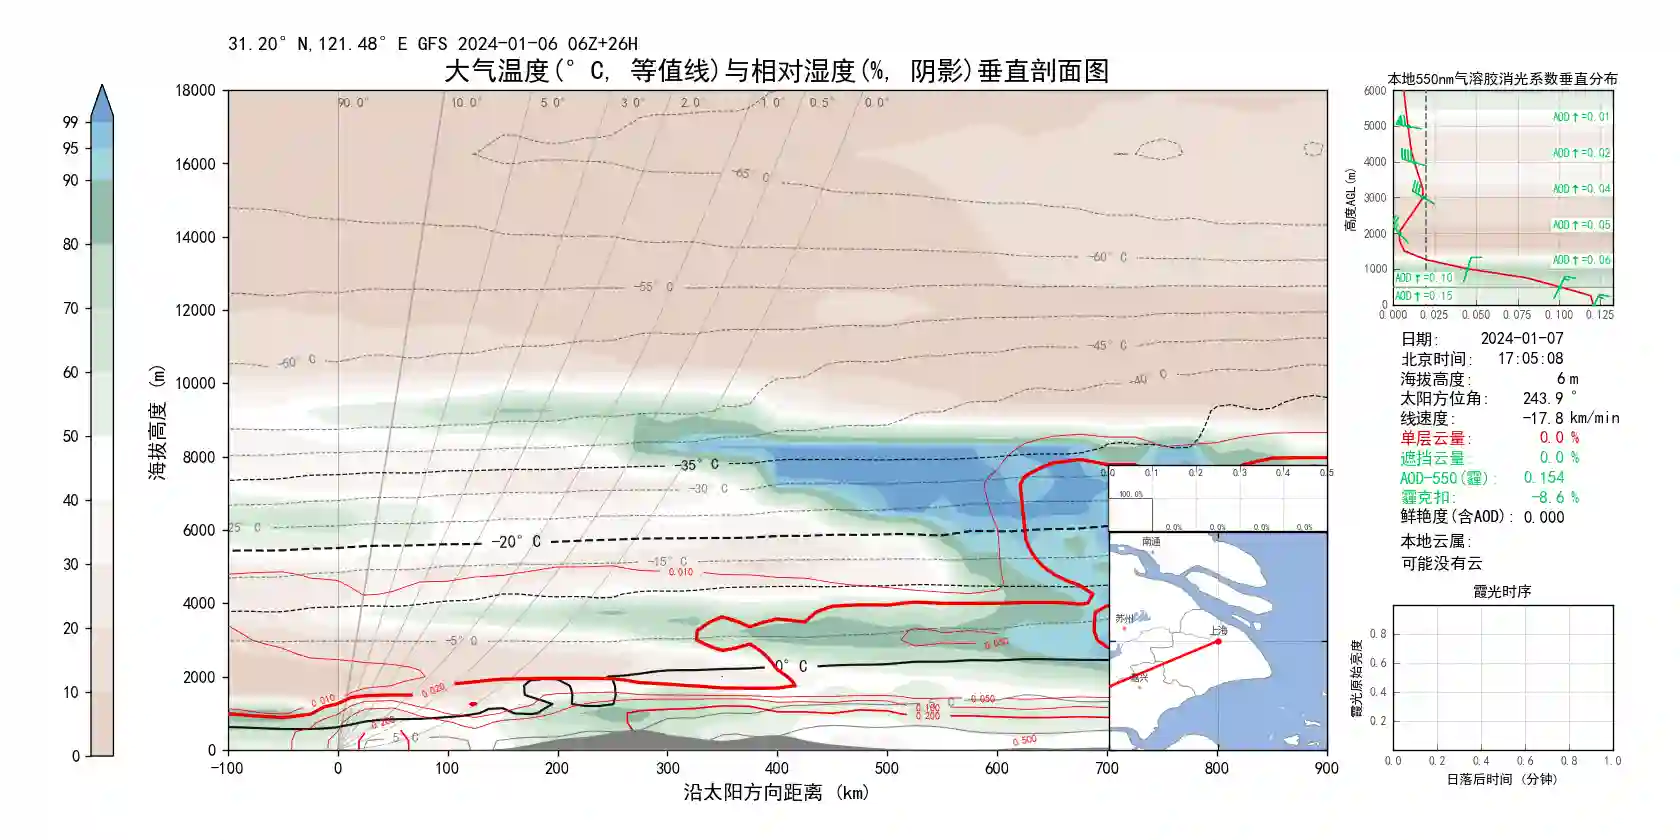 31.20°N,121.48°E GFS 2024-01-06 06Z+26H
大气温度(°C, 等值线)与相对湿度(%, 阴影)垂直剖面图
99
95
90
80
70
60
50
40
30
20
10
0
海拔高度 (m)
18000
16000
14000
12000
10000
8000
6000
4000
2000
0
90.0°
10.0°
5.0°
3.0°
2.0
1.0°
0.5°
0.0°
-65°C
-60°C
-55°C
-50°C
-45°C
-40°C
-35°C
-30°C
25°C
-20°C
-15°C
-5°C
0°C
5°C
0.010
0.010
0.020
0.200
0.050
0.050
0.100
0.200
0.500
-100
0
100
200
300
400
500
600
700
800
900
沿太阳方向距离 (km)
0.0
0.1
0.2
0.3
0.4
0.5
100.0%
0.0%
0.0%
0.0%
0.0%
南通
苏州
上海
嘉兴
本地550nm气溶胶消光系数垂直分布
高度AGL(m)
6000
5000
4000
3000
2000
1000
0
AOD↑=0.01
AOD↑=0.02
AOD↑=0.04
AOD↑=0.05
AOD↑=0.06
AOD↑=0.10
AOD↑=0.15
0.000
0.025
0.050
0.075
0.100
0.125
日期: 2024-01-07
北京时间: 17:05:08
海拔高度: 6 m
太阳方位角: 243.9 °
线速度: -17.8 km/min
单层云量: 0.0 %
遮挡云量: 0.0 %
AOD-550(霾): 0.154
霾克扣: -8.6 %
鲜艳度(含AOD): 0.000
本地云属:
可能没有云
霞光时序
霞光原始亮度
0.8
0.6
0.4
0.2
0.0
0.2
0.4
0.6
0.8
1.0
日落后时间 (分钟)